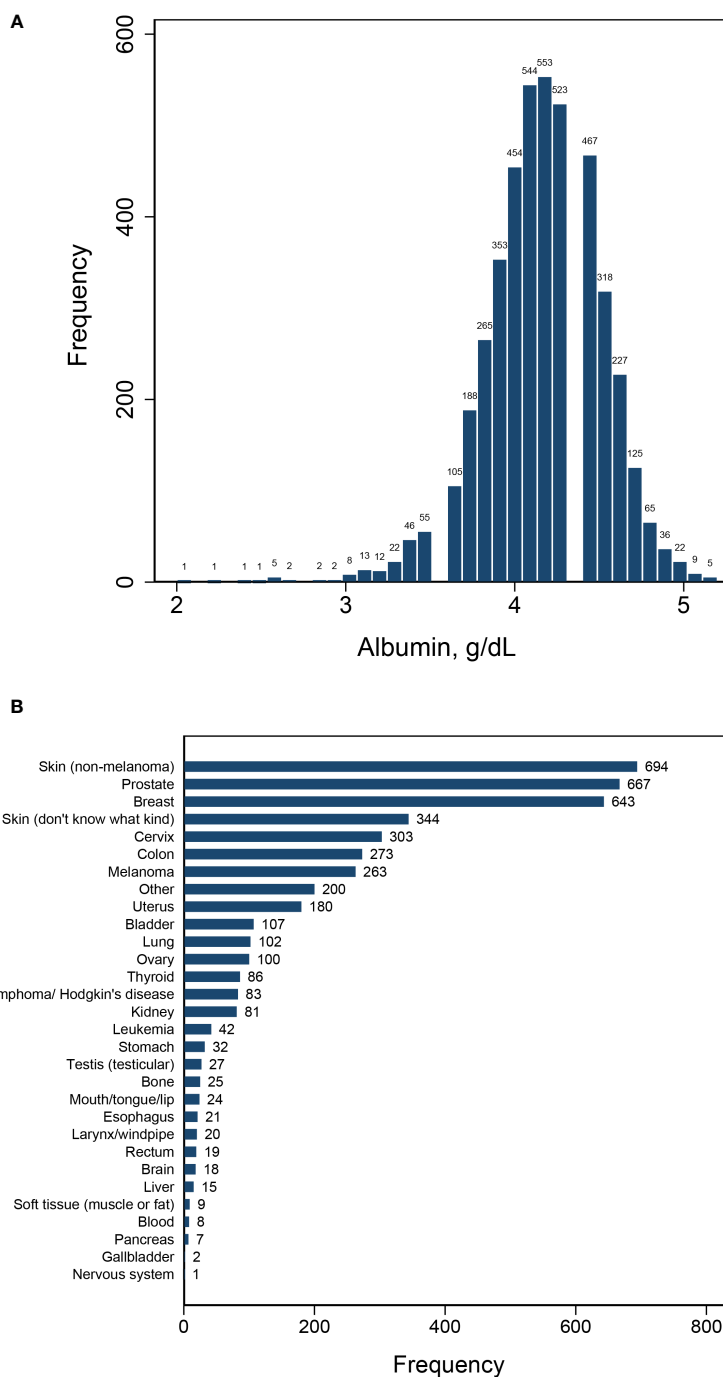 A
600
400
200
0
Frequency
1 1 1 1 5 2 2 2 8 13 12 22 46 55 105 188 265 353 454 544 553 523 467 318 227 125 65 36 22 9 5
2 3 4 5
Albumin, g/dL
B
Skin (non-melanoma) 694
Prostate 667
Breast 643
Skin (don't know what kind) 344
Cervix 303
Colon 273
Melanoma 263
Other 200
Uterus 180
Bladder 107
Lung 102
Ovary 100
Thyroid 86
mphoma/ Hodgkin's disease 83
Kidney 81
Leukemia 42
Stomach 32
Testis (testicular) 27
Bone 25
Mouth/tongue/lip 24
Esophagus 21
Larynx/windpipe 20
Rectum 19
Brain 18
Liver 15
Soft tissue (muscle or fat) 9
Blood 8
Pancreas 7
Gallbladder 2
Nervous system 1
0 200 400 600 800
Frequency